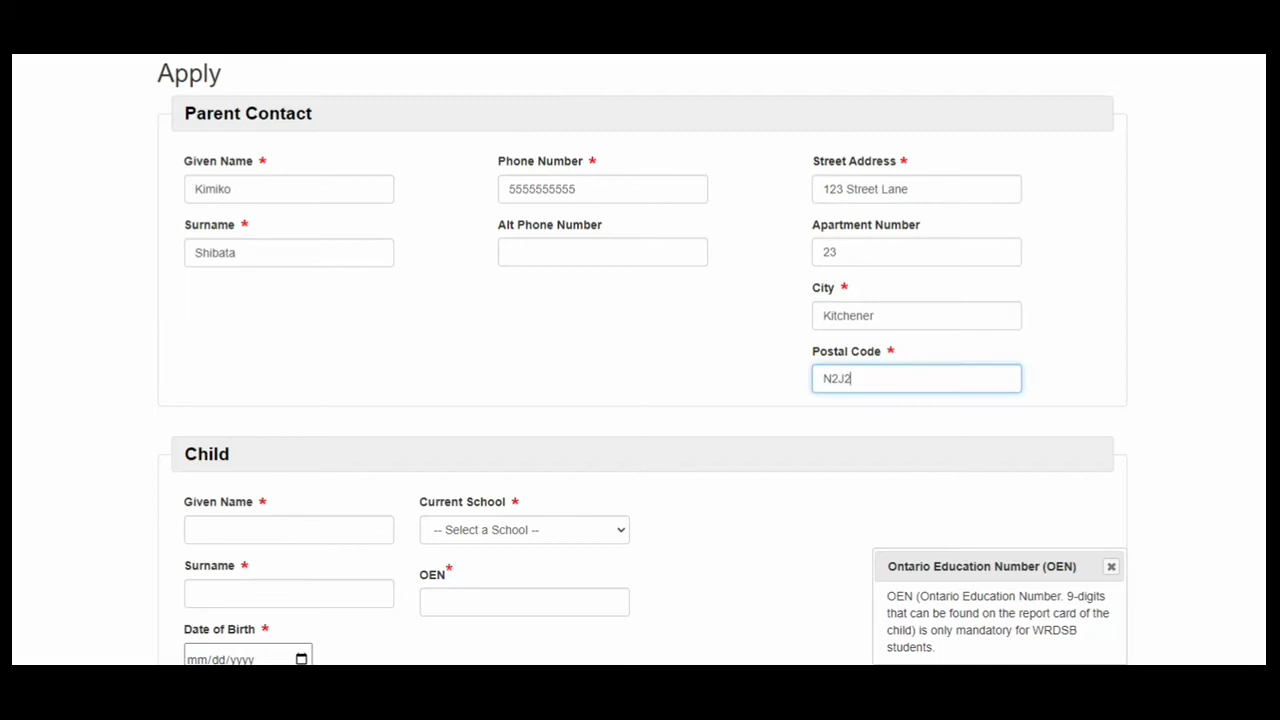 Apply
Parent Contact
Given Name *
Kimiko
Surname *
Shibata
Phone Number *
5555555555
Alt Phone Number
Street Address *
123 Street Lane
Apartment Number
23
City *
Kitchener
Postal Code *
N2J2
Child
Given Name *
Surname *
Date of Birth *
mm/dd/yyyy
Current School *
-- Select a School --
OEN *
Ontario Education Number (OEN)
OEN (Ontario Education Number. 9-digits
that can be found on the report card of the
child) is only mandatory for WRDSB
students.